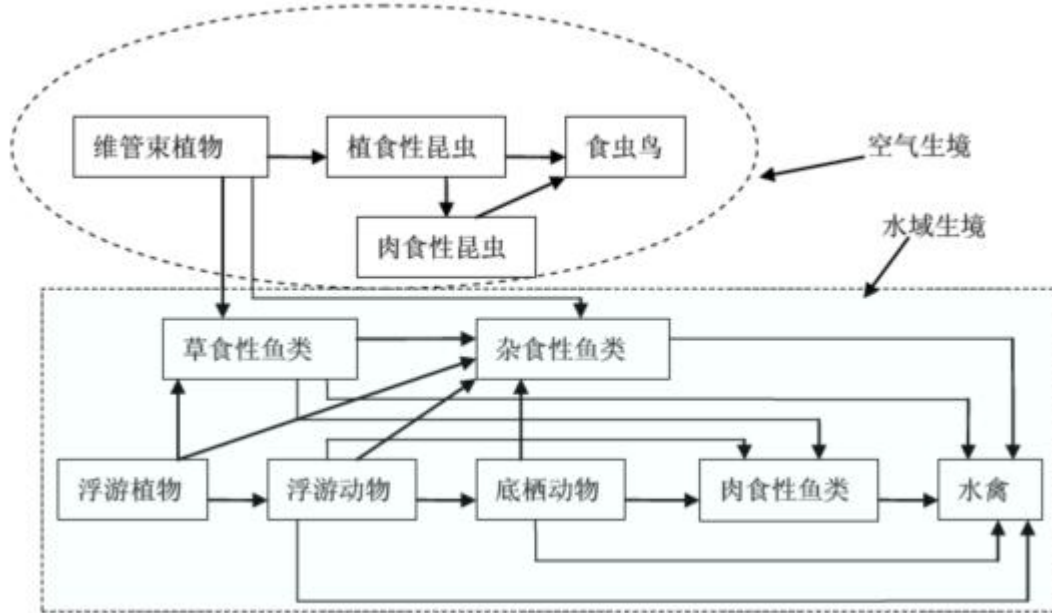 维管束植物
植食性昆虫
食虫鸟
空气生境
肉食性昆虫
水域生境
草食性鱼类
杂食性鱼类
浮游植物
浮游动物
底栖动物
肉食性鱼类
水禽